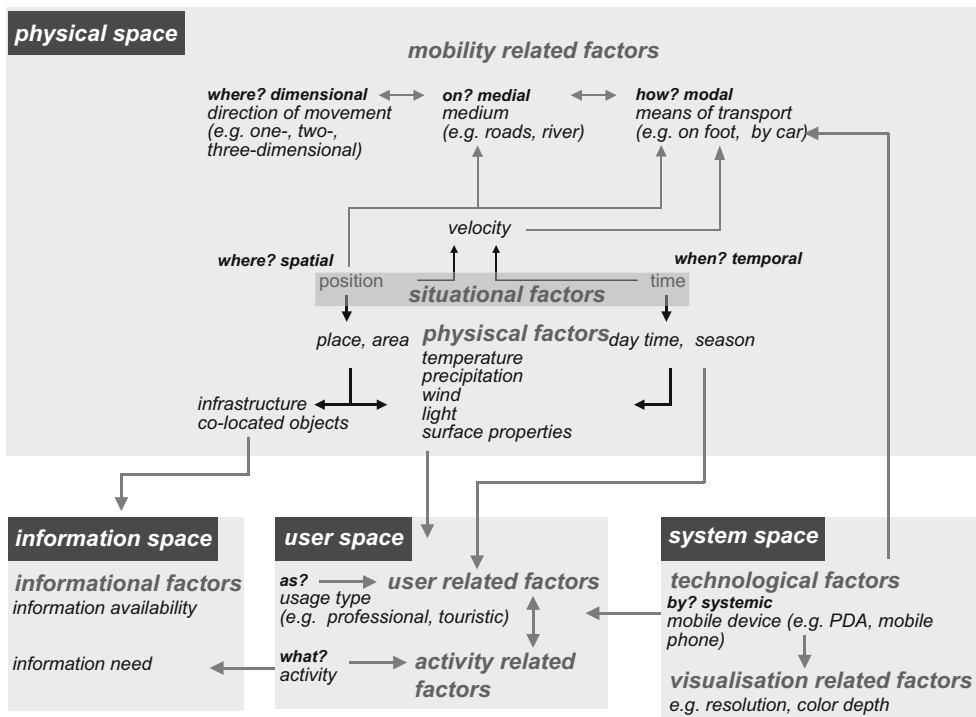 physical space
mobility related factors
where? dimensional
direction of movement
(e.g. one-, two-,
three-dimensional)
on? medial
medium
(e.g. roads, river)
how? modal
means of transport
(e.g. on foot, by car)
velocity
where? spatial
when? temporal
position
time
situational factors
place, area
physiscal factors
day time, season
temperature
precipitation
wind
light
surface properties
infrastructure
co-located objects
information space
informational factors
information availability
information need
user space
as?
user related factors
usage type
(e.g. professional, touristic)
what?
activity
activity related
factors
system space
technological factors
by? systemic
mobile device (e.g. PDA, mobile
phone)
visualisation related factors
e.g. resolution, color depth